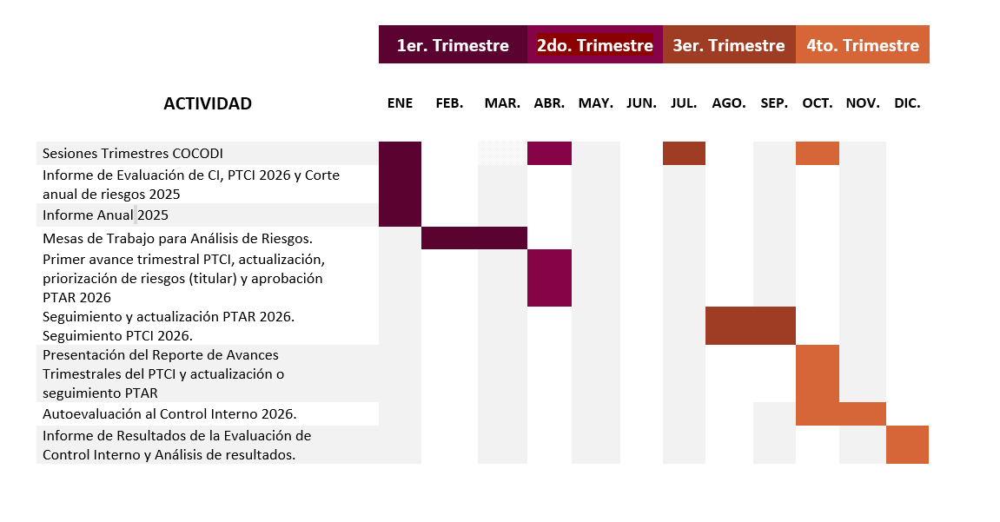 1er. Trimestre 2do. Trimestre 3er. Trimestre 4to. Trimestre
ACTIVIDAD ENE FEB. MAR. ABR. MAY. JUN. JUL. AGO. SEP. OCT. NOV. DIC.
Sesiones Trimestres COCODI
Informe de Evaluación de CI, PTCI 2026 y Corte
anual de riesgos 2025
Informe Anual 2025
Mesas de Trabajo para Análisis de Riesgos.
Primer avance trimestral PTCI, actualización,
priorización de riesgos (titular) y aprobación
PTAR 2026
Seguimiento y actualización PTAR 2026.
Seguimiento PTCI 2026.
Presentación del Reporte de Avances
Trimestrales del PTCI y actualización o
seguimiento PTAR
Autoevaluación al Control Interno 2026.
Informe de Resultados de la Evaluación de
Control Interno y Análisis de resultados.